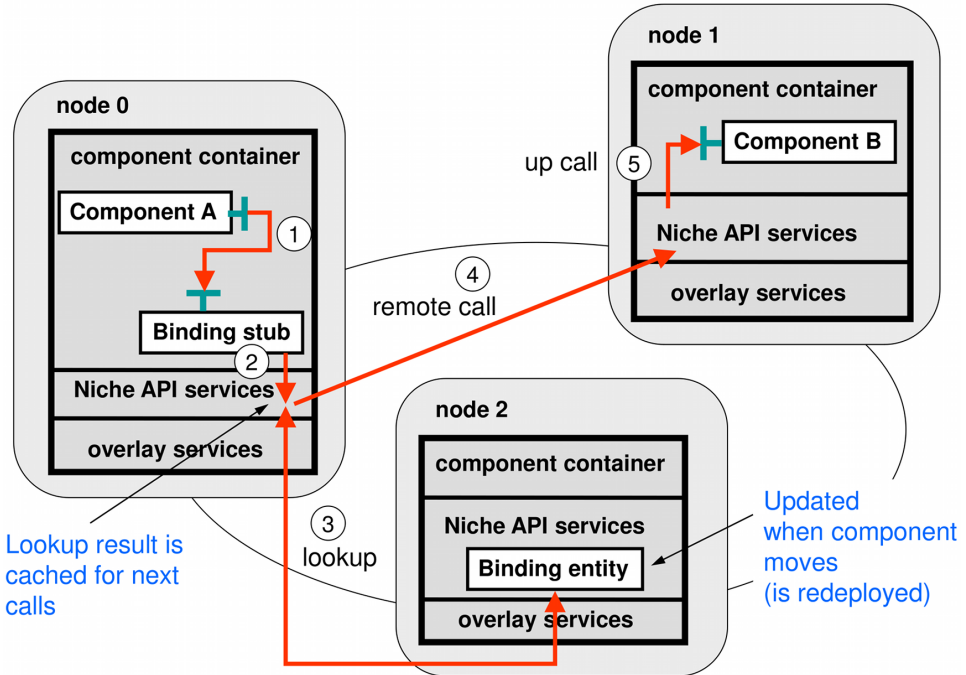 node 0
component container
Component A
1
Binding stub
2
Niche API services
overlay services
Lookup result is
cached for next
calls
3
lookup
4
remote call
node 1
component container
Component B
up call
5
Niche API services
overlay services
node 2
component container
Niche API services
Binding entity
overlay services
Updated
when component
moves
(is redeployed)